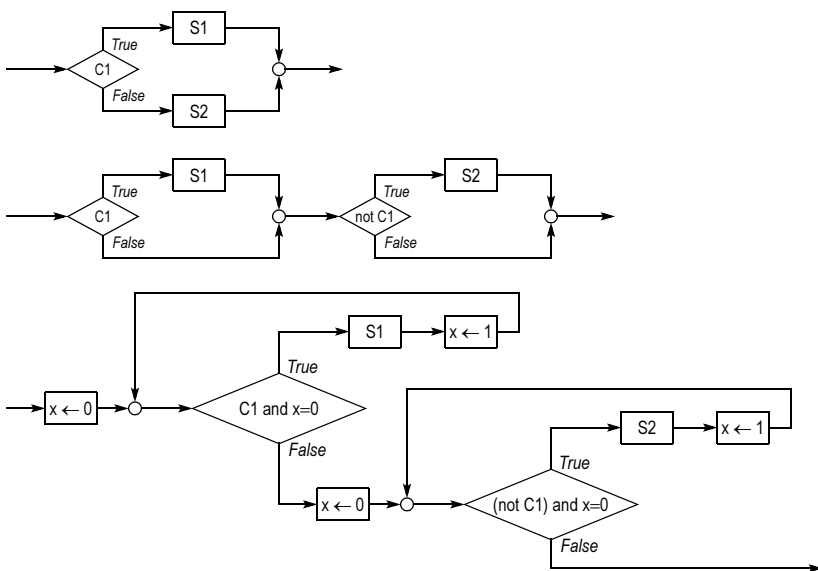 S1
True
C1
False
S2
S1
True
C1
False
S2
True
not C1
False
S1
x ← 1
True
x ← 0
C1 and x=0
False
S2
x ← 1
True
x ← 0
(not C1) and x=0
False